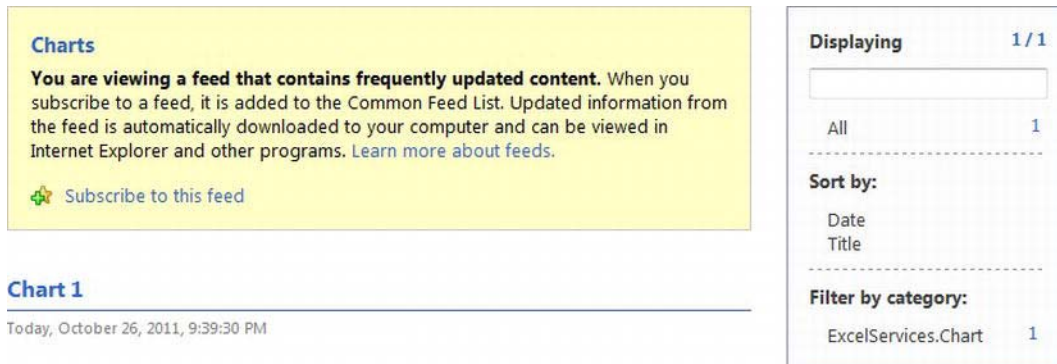 Charts
You are viewing a feed that contains frequently updated content. When you
subscribe to a feed, it is added to the Common Feed List. Updated information from
the feed is automatically downloaded to your computer and can be viewed in
Internet Explorer and other programs. Learn more about feeds.
Subscribe to this feed
Chart 1
Today, October 26, 2011, 9:39:30 PM
Displaying 1 / 1
All 1
Sort by:
Date
Title
Filter by category:
ExcelServices.Chart 1